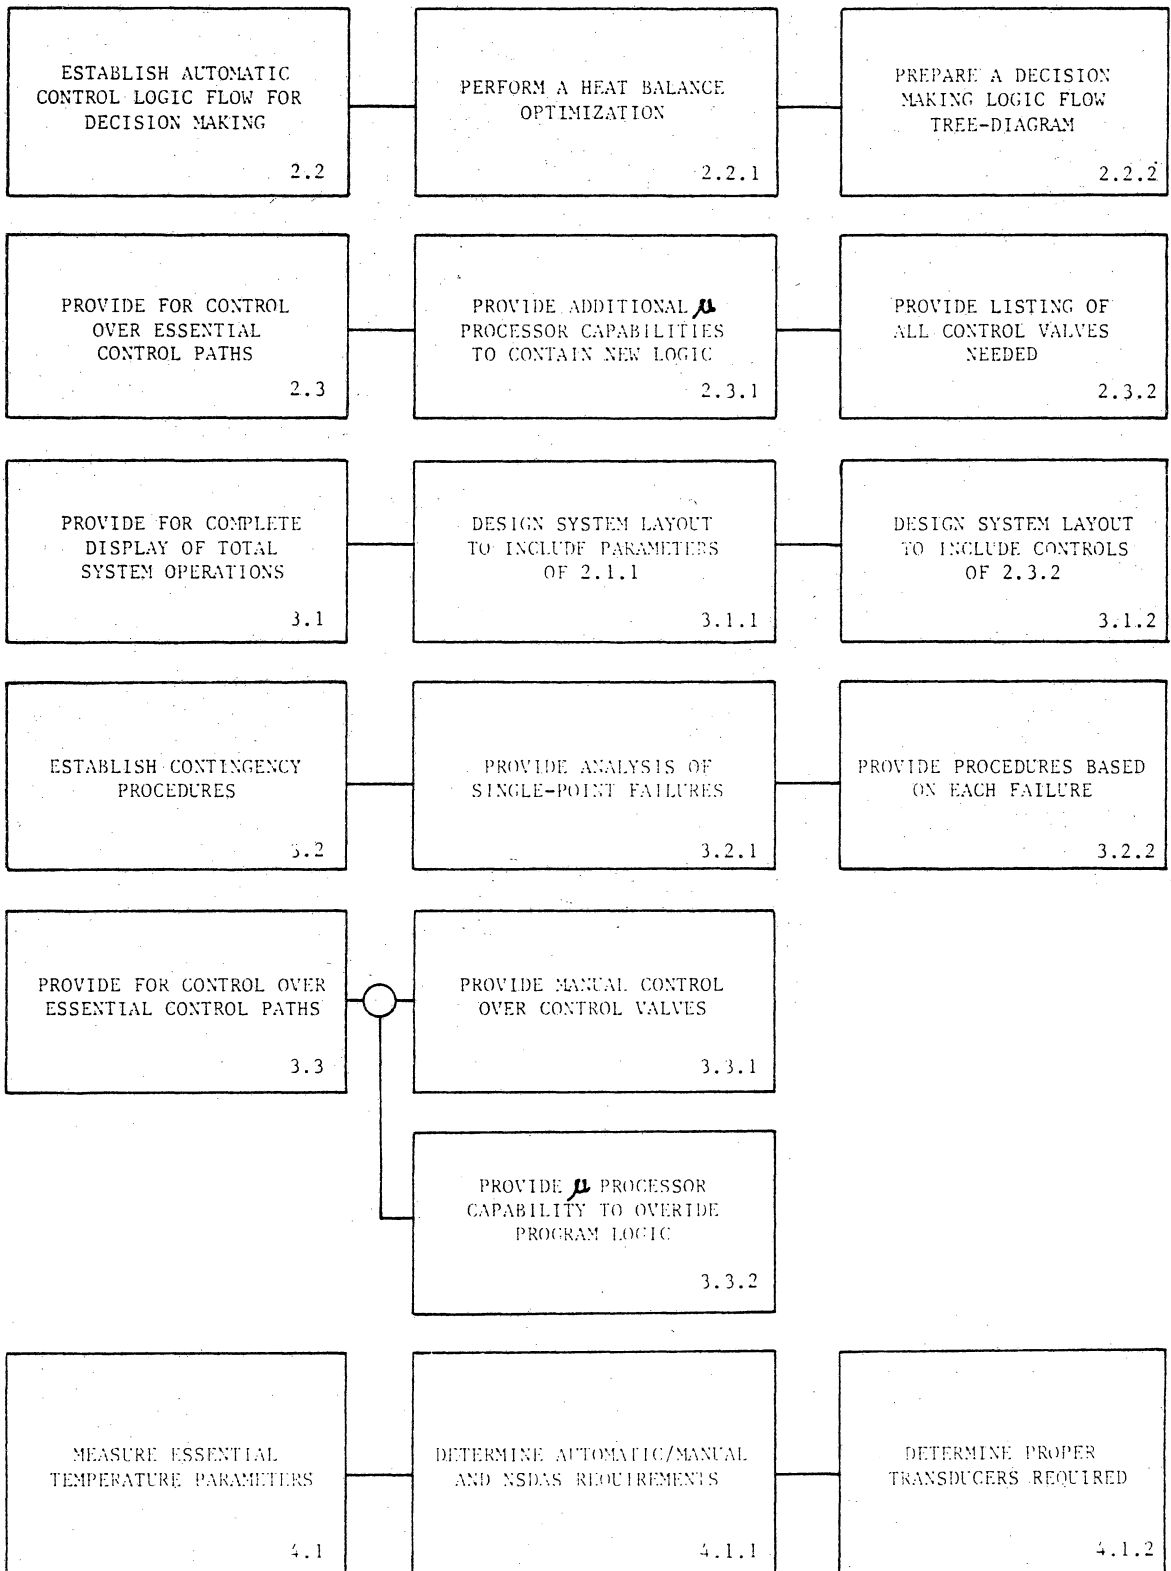 ESTABLISH AUTOMATIC
CONTROL LOGIC FLOW FOR
DECISION MAKING
2.2
PERFORM A HEAT BALANCE
OPTIMIZATION
2.2.1
PREPARE A DECISION
MAKING LOGIC FLOW
TREE-DIAGRAM
2.2.2
PROVIDE FOR CONTROL
OVER ESSENTIAL
CONTROL PATHS
2.3
PROVIDE ADDITIONAL μ
PROCESSOR CAPABILITIES
TO CONTAIN NEW LOGIC
2.3.1
PROVIDE LISTING OF
ALL CONTROL VALVES
NEEDED
2.3.2
PROVIDE FOR COMPLETE
DISPLAY OF TOTAL
SYSTEM OPERATIONS
3.1
DESIGN SYSTEM LAYOUT
TO INCLUDE PARAMETERS
OF 2.1.1
3.1.1
DESIGN SYSTEM LAYOUT
TO INCLUDE CONTROLS
OF 2.3.2
3.1.2
ESTABLISH CONTINGENCY
PROCEDURES
3.2
PROVIDE ANALYSIS OF
SINGLE-POINT FAILURES
3.2.1
PROVIDE PROCEDURES BASED
ON EACH FAILURE
3.2.2
PROVIDE FOR CONTROL OVER
ESSENTIAL CONTROL PATHS
3.3
PROVIDE MANUAL CONTROL
OVER CONTROL VALVES
3.3.1
PROVIDE μ PROCESSOR
CAPABILITY TO OVERIDE
PROGRAM LOGIC
3.3.2
MEASURE ESSENTIAL
TEMPERATURE PARAMETERS
4.1
DETERMINE AUTOMATIC/MANUAL
AND NSDAS REQUIREMENTS
4.1.1
DETERMINE PROPER
TRANSDUCERS REQUIRED
4.1.2